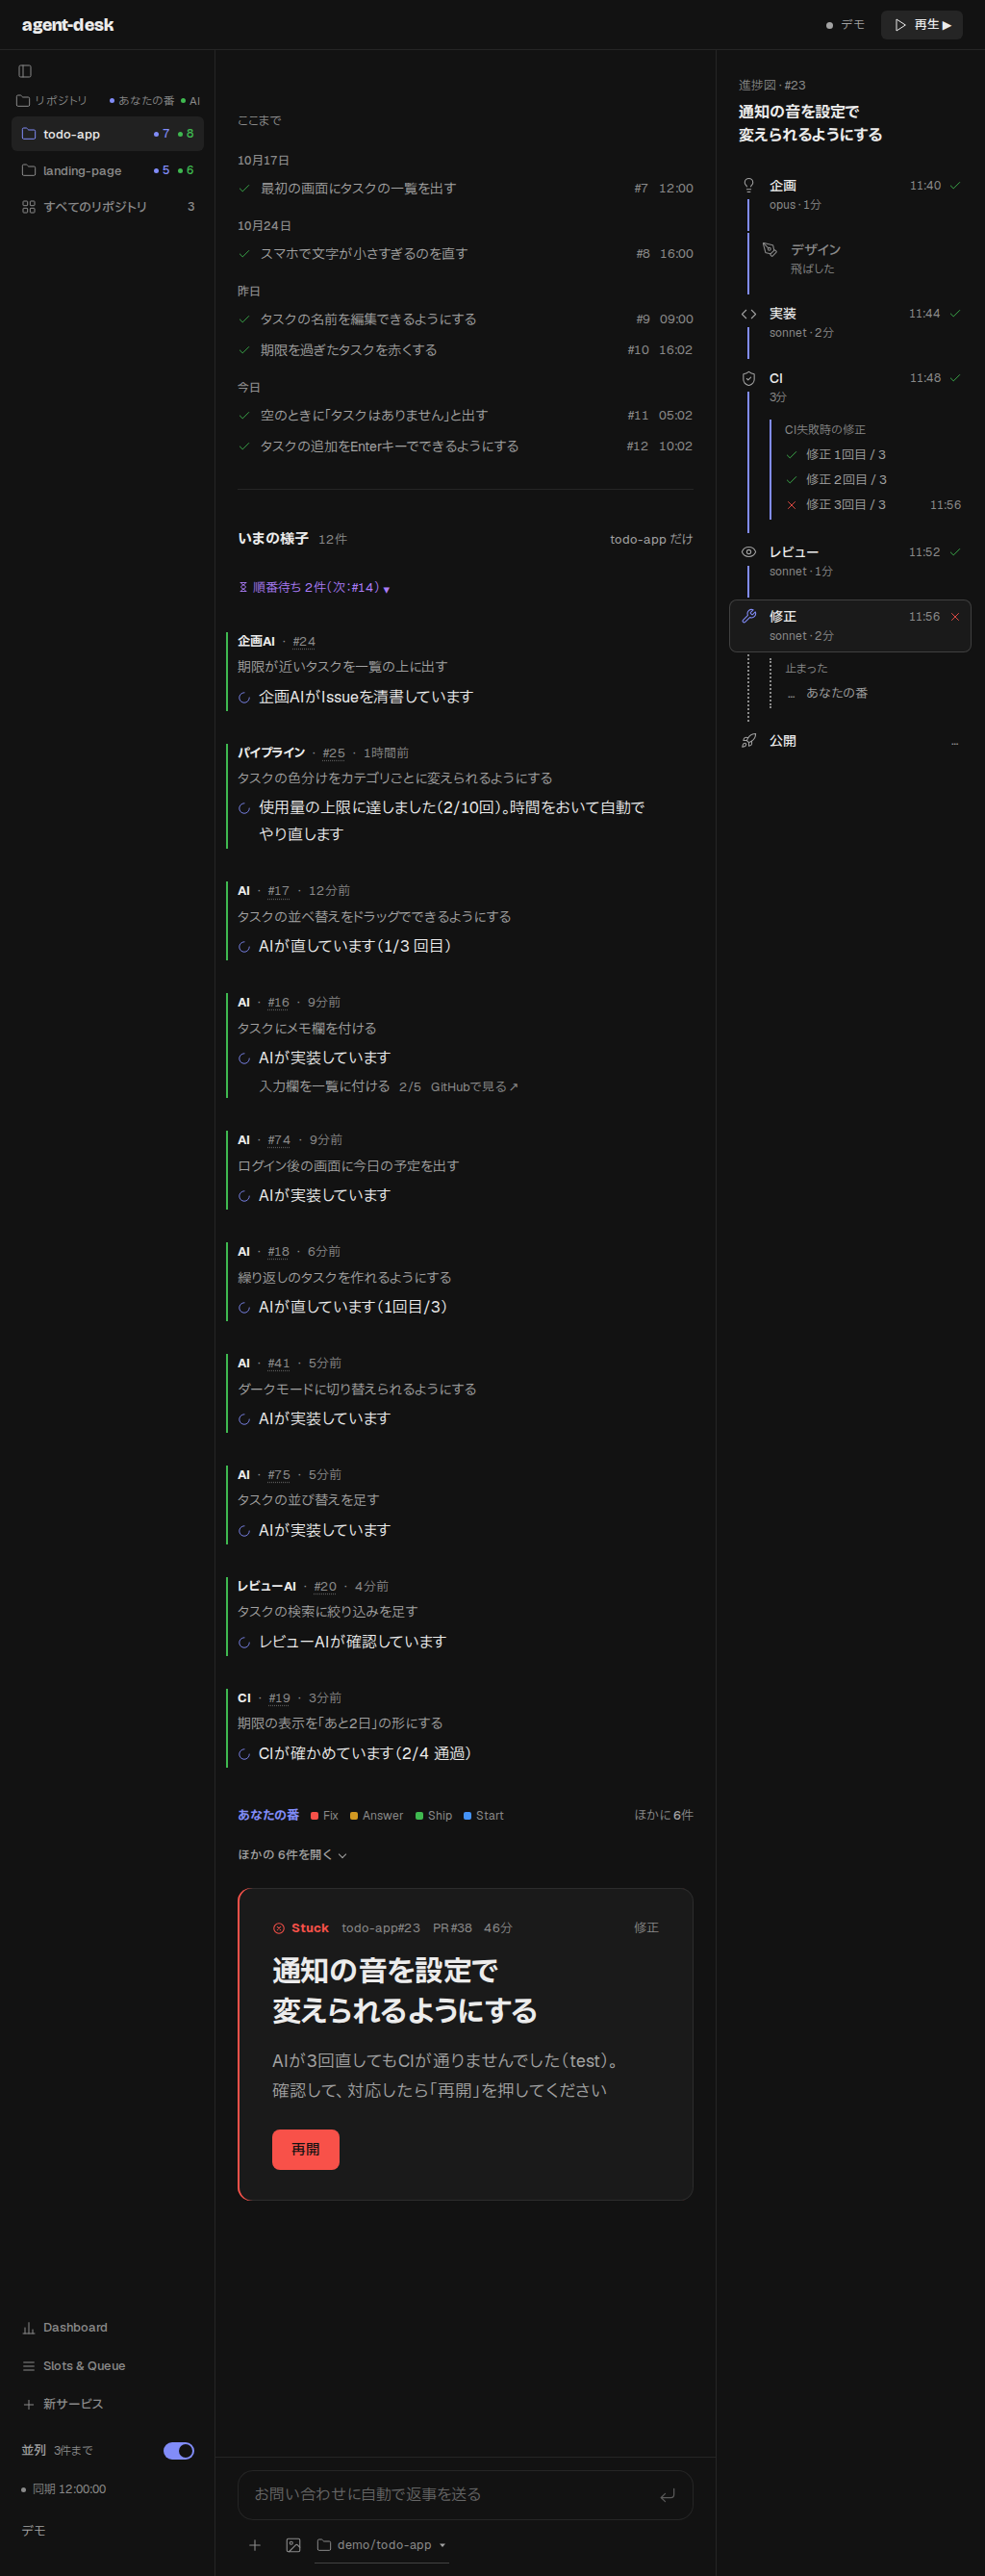 agent-desk
デモ
再生 ▶
リポジトリ
あなたの番
AI
todo-app
7
8
landing-page
5
6
すべてのリポジトリ
3
ここまで
10月17日
最初の画面にタスクの一覧を出す #7 12:00
10月24日
スマホで文字が小さすぎるのを直す #8 16:00
昨日
タスクの名前を編集できるようにする #9 09:00
期限を過ぎたタスクを赤くする #10 16:02
今日
空のときに「タスクはありません」と出す #11 05:02
タスクの追加をEnterキーでできるようにする #12 10:02
いまの様子 12件 todo-app だけ
順番待ち 2件(次:#14) ▼
企画AI · #24
期限が近いタスクを一覧の上に出す
企画AIがIssueを清書しています
パイプライン · #25 · 1時間前
タスクの色分けをカテゴリごとに変えられるようにする
使用量の上限に達しました(2/10回)。時間をおいて自動で
やり直します
AI · #17 · 12分前
タスクの並べ替えをドラッグでできるようにする
AIが直しています(1/3 回目)
AI · #16 · 9分前
タスクにメモ欄を付ける
AIが実装しています
入力欄を一覧に付ける 2/5 GitHubで見る ↗
AI · #74 · 9分前
ログイン後の画面に今日の予定を出す
AIが実装しています
AI · #18 · 6分前
繰り返しのタスクを作れるようにする
AIが直しています(1回目/3)
AI · #41 · 5分前
ダークモードに切り替えられるようにする
AIが実装しています
AI · #75 · 5分前
タスクの並び替えを足す
AIが実装しています
レビューAI · #20 · 4分前
タスクの検索に絞り込みを足す
レビューAIが確認しています
CI · #19 · 3分前
期限の表示を「あと2日」の形にする
CIが確かめています(2/4 通過)
あなたの番 Fix Answer Ship Start ほかに 6件
ほかの 6件を開く
Stuck todo-app#23 PR#38 46分 修正
通知の音を設定で
変えられるようにする
AIが3回直してもCIが通りませんでした(test)。
確認して、対応したら「再開」を押してください
再開
お問い合わせに自動で返事を送る
demo/todo-app
進捗図 · #23
通知の音を設定で
変えられるようにする
企画 11:40
opus · 1分
デザイン
飛ばした
実装 11:44
sonnet · 2分
CI 11:48
3分
CI失敗時の修正
修正 1回目 / 3
修正 2回目 / 3
修正 3回目 / 3 11:56
レビュー 11:52
sonnet · 1分
修正 11:56
sonnet · 2分
止まった
… あなたの番
公開 …
Dashboard
Slots & Queue
新サービス
並列 3件まで
同期 12:00:00
デモ